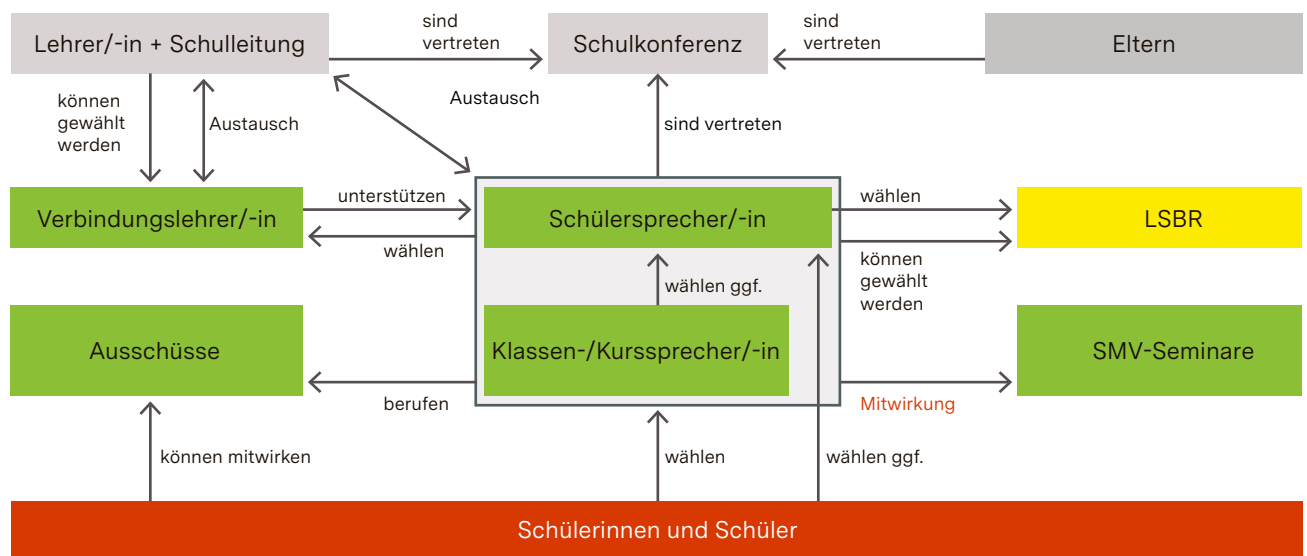 Lehrer/-in + Schulleitung
sind
vertreten
Schulkonferenz
sind
vertreten
Eltern
können
gewählt
werden
Austausch
Austausch
sind vertreten
Verbindungslehrer/-in
unterstützen
wählen
Schülersprecher/-in
wählen
LSBR
können
gewählt
werden
wählen ggf.
Ausschüsse
Klassen-/Kurssprecher/-in
SMV-Seminare
berufen
Mitwirkung
können mitwirken
wählen
wählen ggf.
Schülerinnen und Schüler